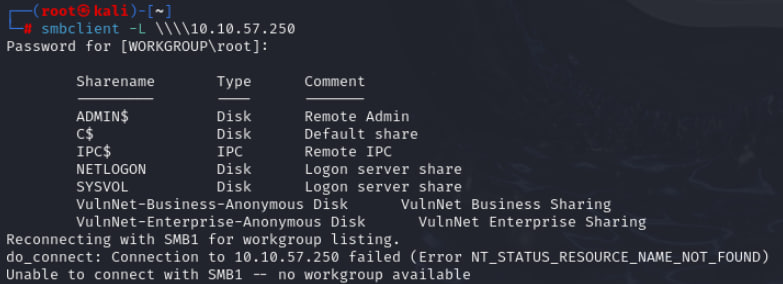 ┌──(root㉿kali)-[~]
└─# smbclient -L \\\\10.10.57.250
Password for [WORKGROUP\root]:
Sharename Type Comment
--------- ---- -------
ADMIN$ Disk Remote Admin
C$ Disk Default share
IPC$ IPC Remote IPC
NETLOGON Disk Logon server share
SYSVOL Disk Logon server share
VulnNet-Business-Anonymous Disk VulnNet Business Sharing
VulnNet-Enterprise-Anonymous Disk VulnNet Enterprise Sharing
Reconnecting with SMB1 for workgroup listing.
do_connect: Connection to 10.10.57.250 failed (Error NT_STATUS_RESOURCE_NAME_NOT_FOUND)
Unable to connect with SMB1 -- no workgroup available